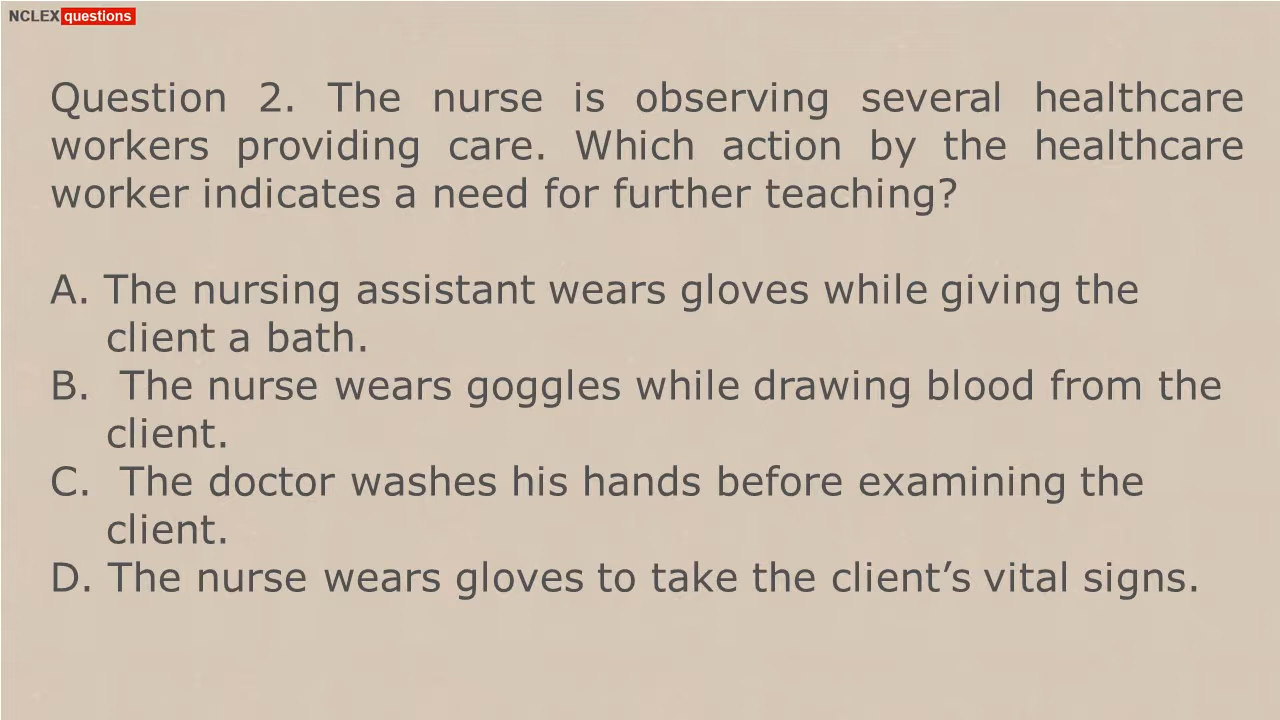 NCLEX questions
Question 2. The nurse is observing several healthcare
workers providing care. Which action by the healthcare
worker indicates a need for further teaching?
A. The nursing assistant wears gloves while giving the
client a bath.
B. The nurse wears goggles while drawing blood from the
client.
C. The doctor washes his hands before examining the
client.
D. The nurse wears gloves to take the client’s vital signs.